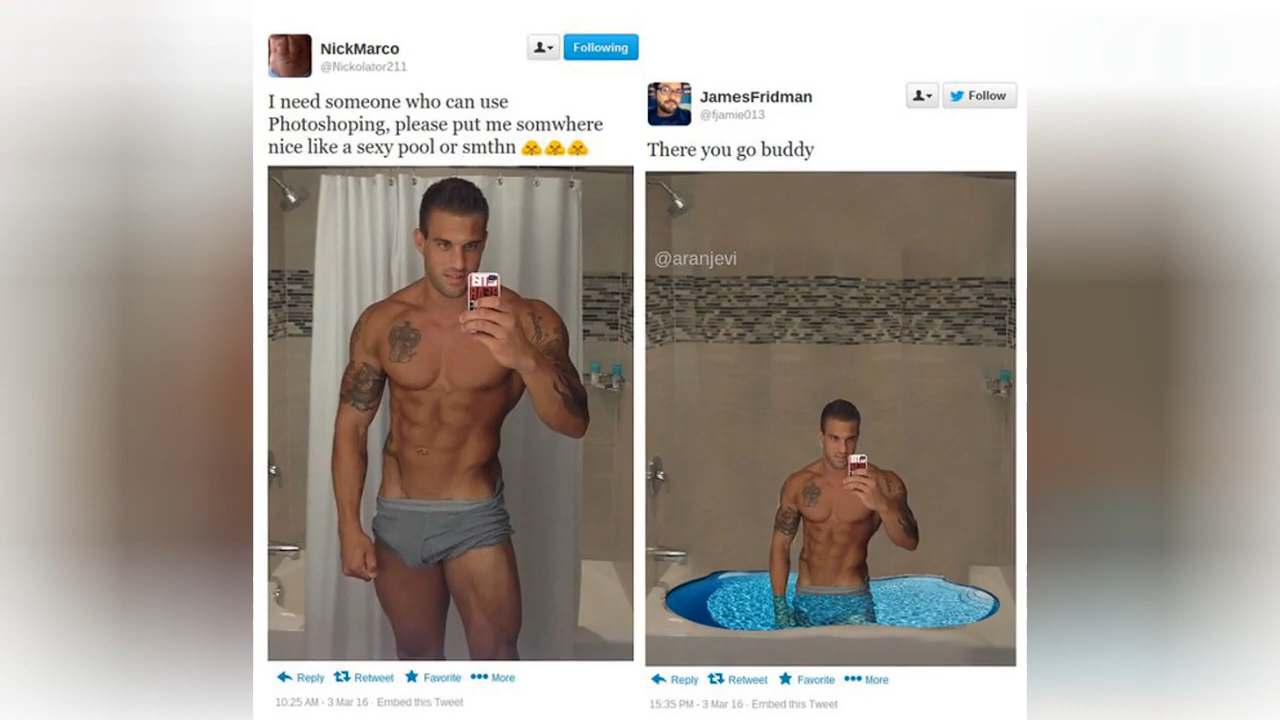 NickMarco
@Nickolator211
Following
I need someone who can use
Photoshoping, please put me somwhere
nice like a sexy pool or smthn
Reply Retweet Favorite More
10:25 AM - 3 Mar 16 · Embed this Tweet
JamesFridman
@fjamie013
Follow
There you go buddy
@aranjevi
Reply Retweet Favorite More
15:35 PM - 3 Mar 16 · Embed this Tweet